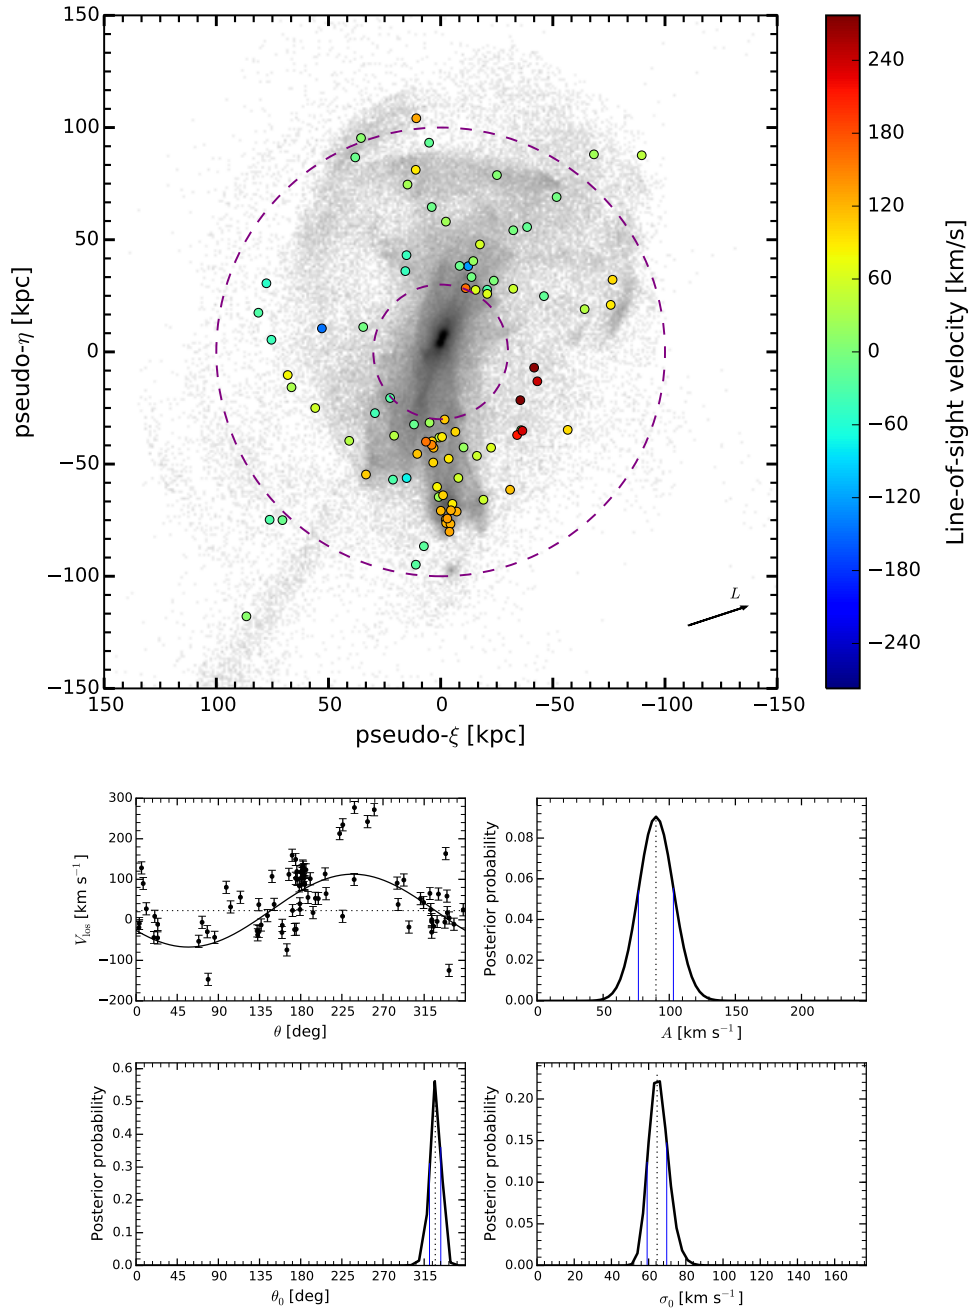 150
100
50
0
−50
−100
−150
pseudo-η [kpc]
150 100 50 0 −50 −100 −150
pseudo-ξ [kpc]
L
240
180
120
60
0
−60
−120
−180
−240
Line-of-sight velocity [km/s]
300
200
100
0
−100
−200
V_los [km s⁻¹]
0 45 90 135 180 225 270 315
θ [deg]
0.08
0.06
0.04
0.02
0.00
Posterior probability
0 50 100 150 200
A [km s⁻¹]
0.6
0.5
0.4
0.3
0.2
0.1
0.0
Posterior probability
0 45 90 135 180 225 270 315
θ₀ [deg]
0.20
0.15
0.10
0.05
0.00
Posterior probability
0 20 40 60 80 100 120 140 160
σ₀ [km s⁻¹]